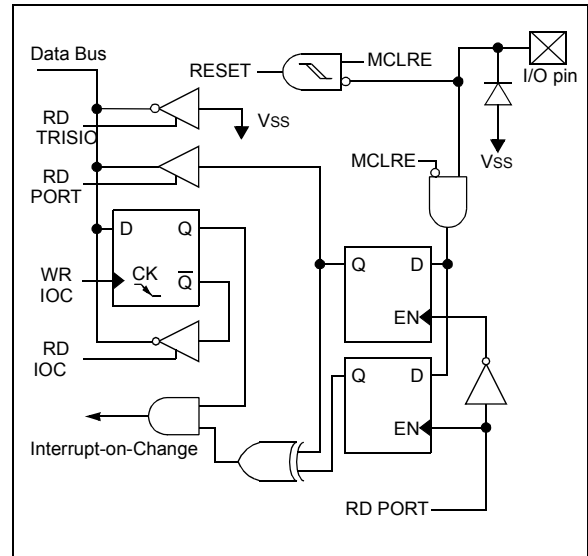 Data Bus
MCLRE
RESET
I/O pin
RD
TRISIO
VSS
VSS
RD
PORT
MCLRE
D
Q
WR
IOC
CK
Q
Q
D
EN
RD
IOC
Q
D
EN
Interrupt-on-Change
RD PORT